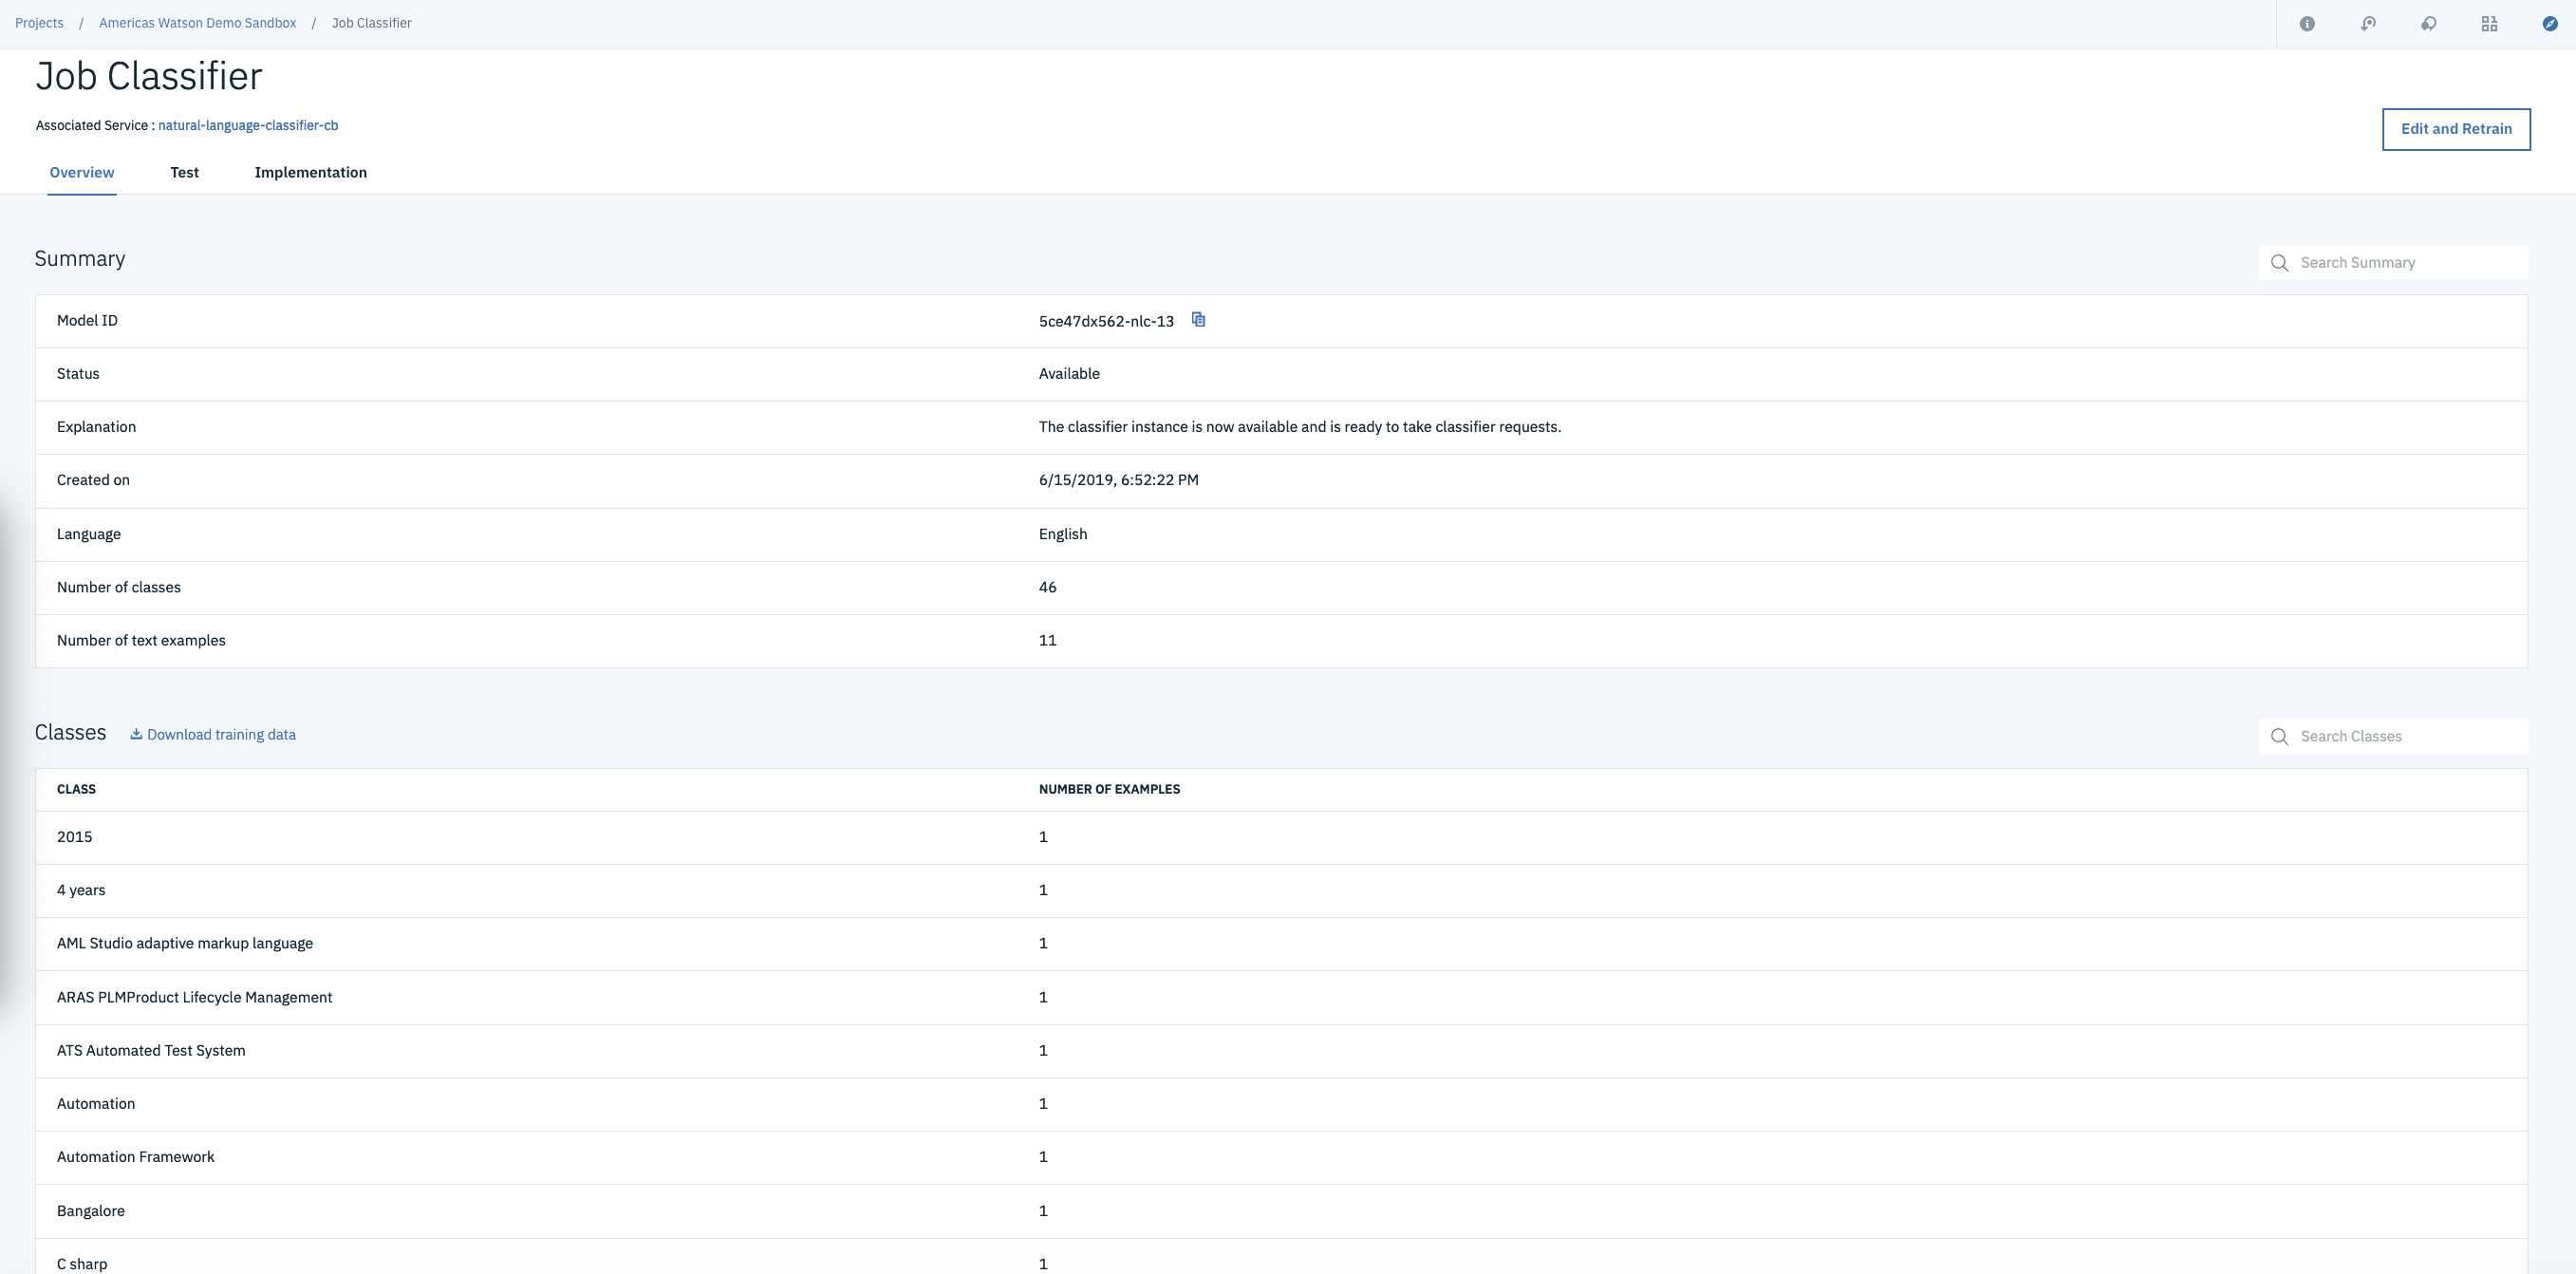 Projects / Americas Watson Demo Sandbox / Job Classifier
Job Classifier
Associated Service : natural-language-classifier-cb
Edit and Retrain
Overview Test Implementation
Summary
Search Summary
Model ID 5ce47dx562-nlc-13
Status Available
Explanation The classifier instance is now available and is ready to take classifier requests.
Created on 6/15/2019, 6:52:22 PM
Language English
Number of classes 46
Number of text examples 11
Classes Download training data
Search Classes
CLASS NUMBER OF EXAMPLES
2015 1
4 years 1
AML Studio adaptive markup language 1
ARAS PLMProduct Lifecycle Management 1
ATS Automated Test System 1
Automation 1
Automation Framework 1
Bangalore 1
C sharp 1